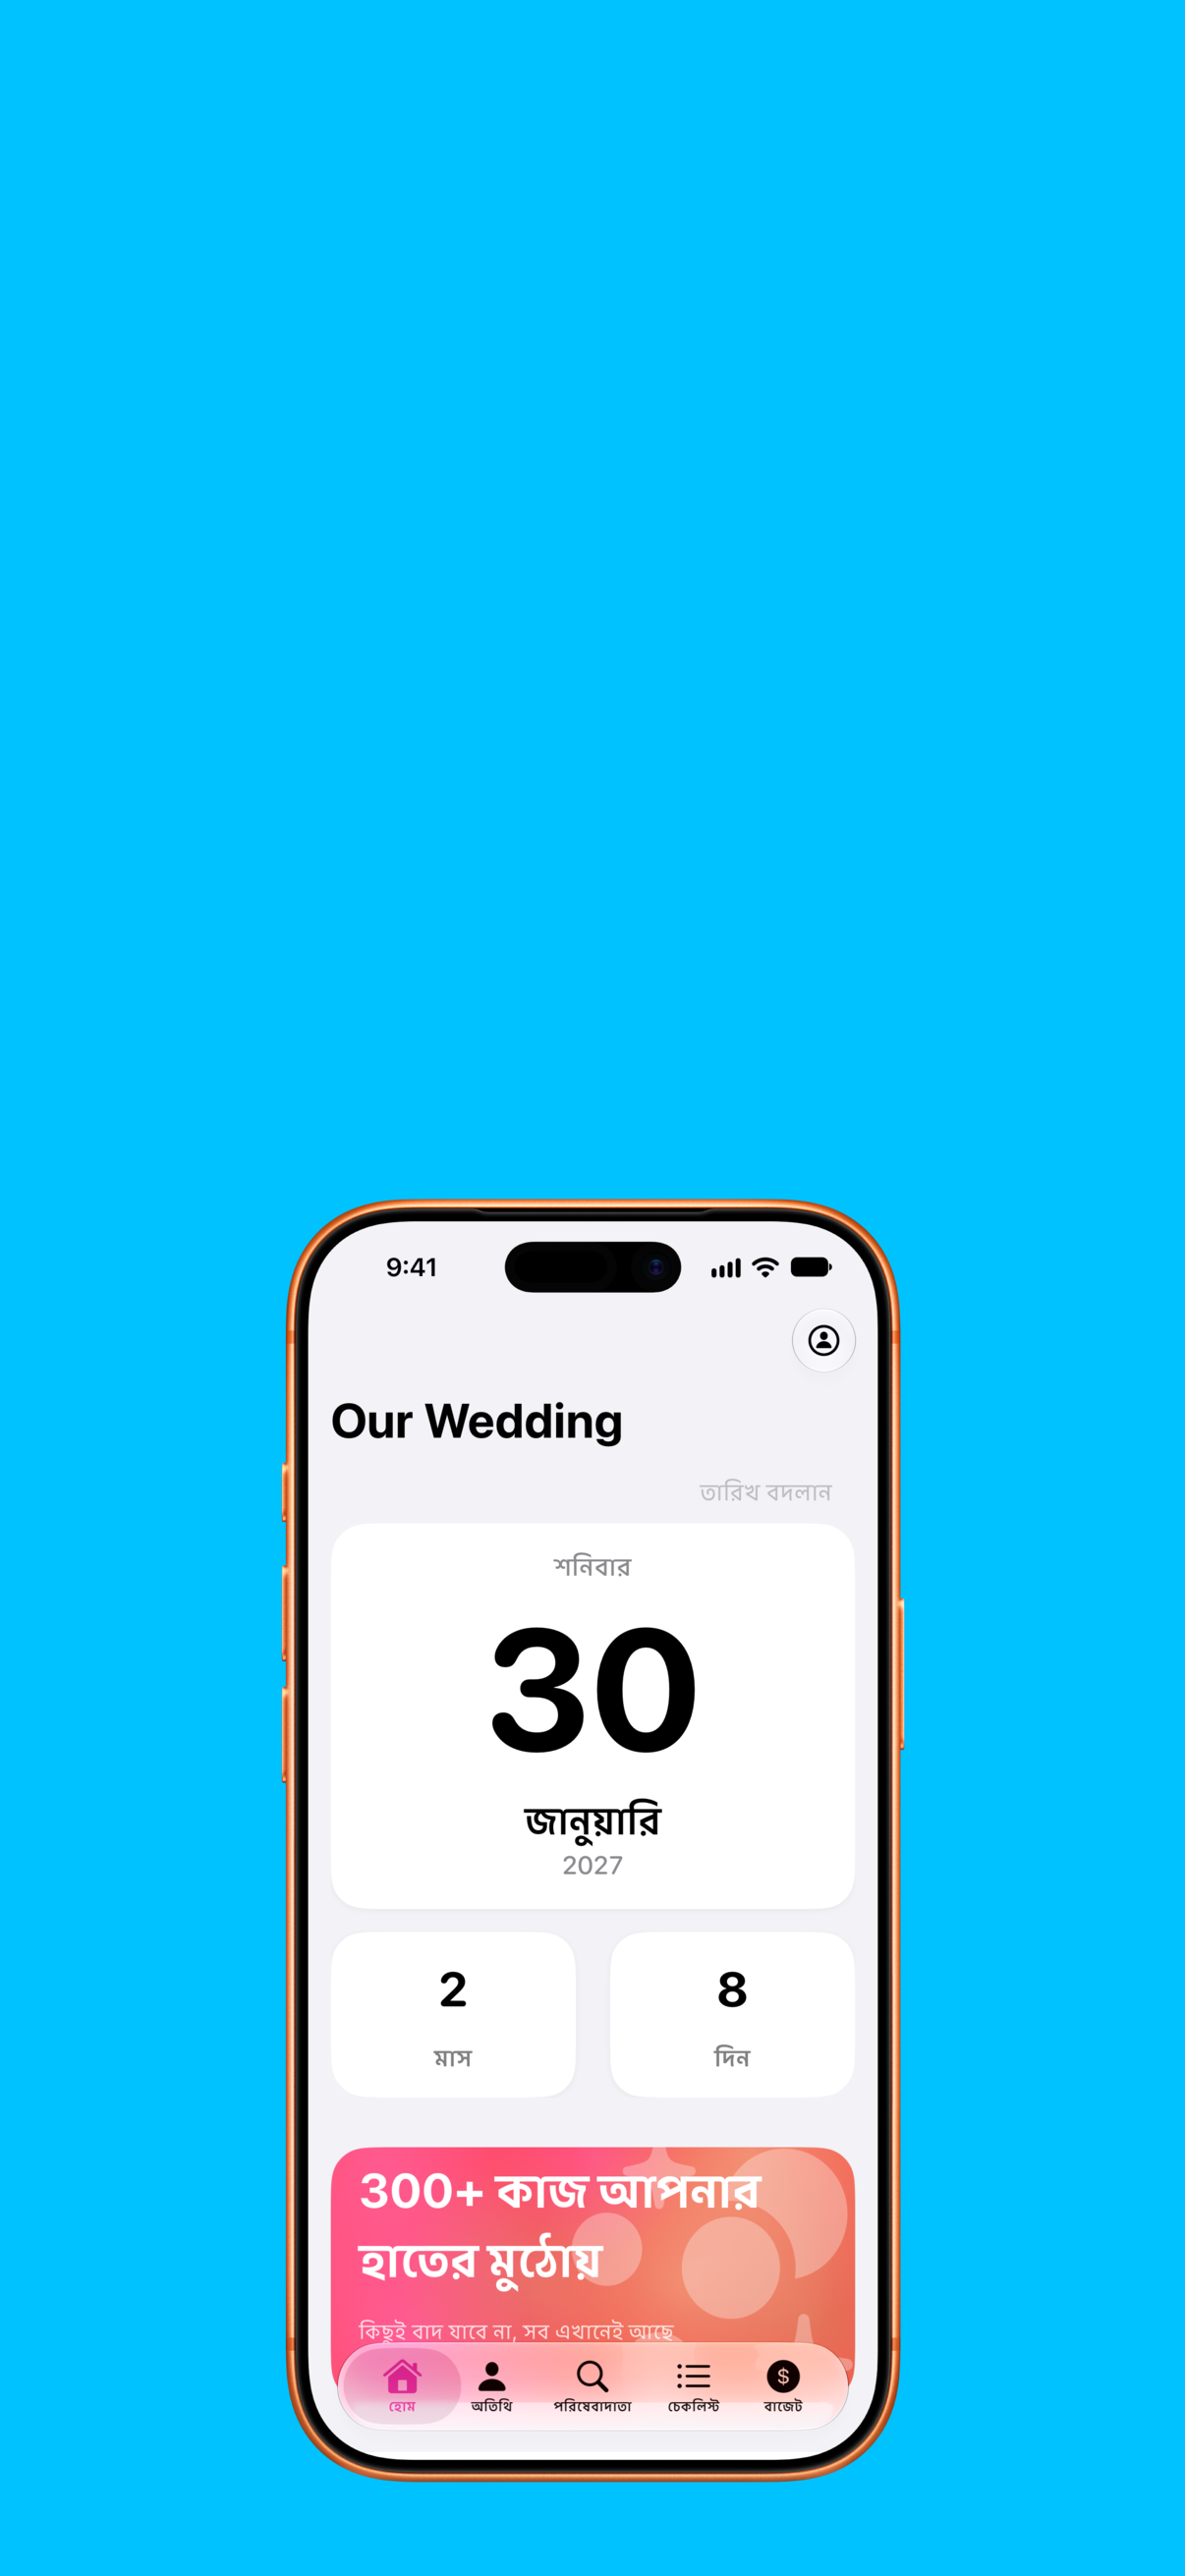 9:41
Our Wedding
তারিখ বদলান
শনিবার
30
জানুয়ারি
2027
2
মাস
8
দিন
300+ কাজ আপনার
হাতের মুঠোয়
কিছুই বাদ যাবে না, সব এখানেই আছে
হোম
অতিথি
পরিষেবাদাতা
চেকলিস্ট
বাজেট